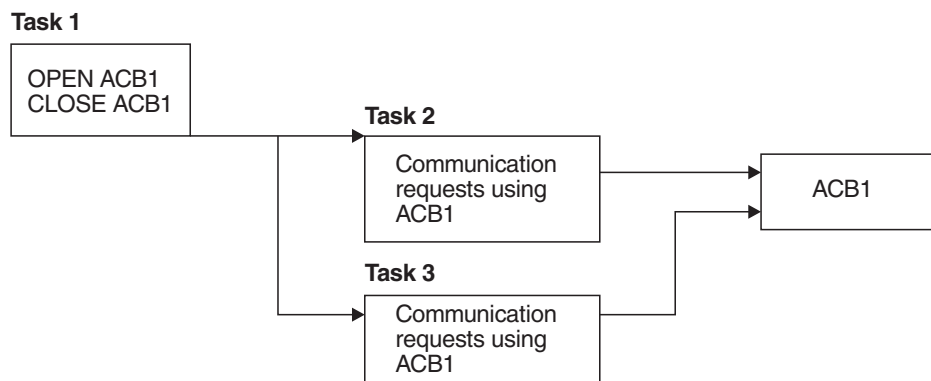 Task 1
OPEN ACB1
CLOSE ACB1
Task 2
Communication
requests using
ACB1
ACB1
Task 3
Communication
requests using
ACB1